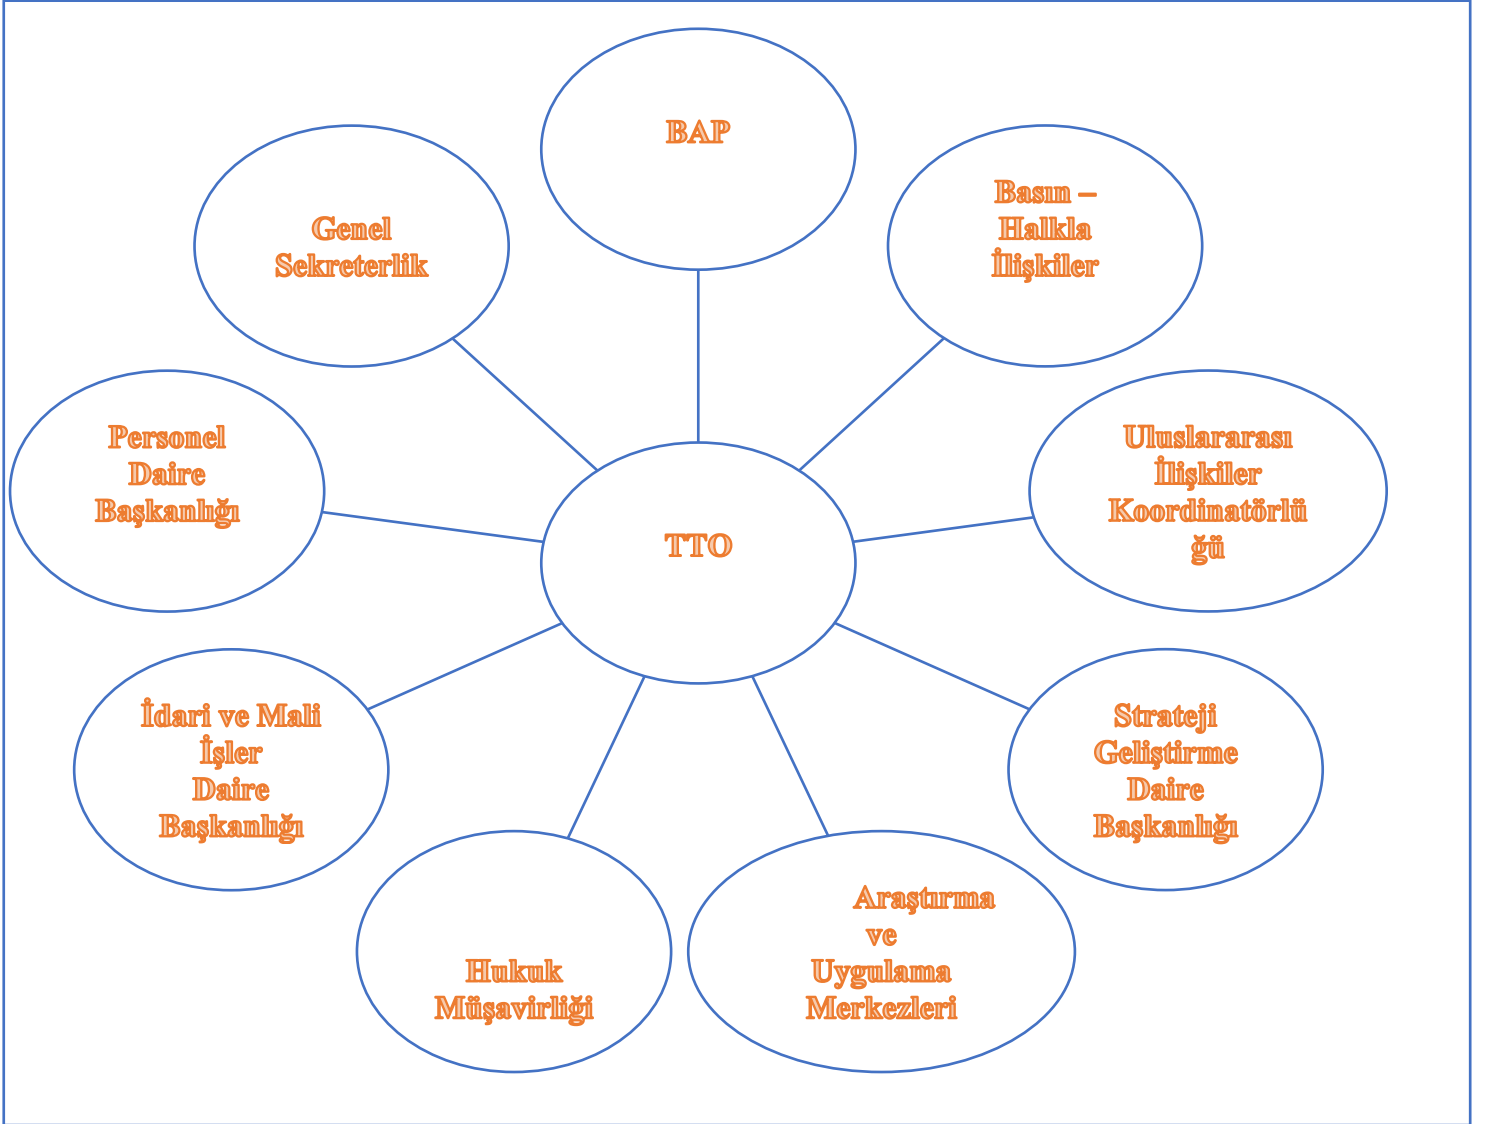 BAP
Basın –
Halkla
İlişkiler
Genel
Sekreterlik
Personel
Daire
Başkanlığı
Uluslararası
İlişkiler
Koordinatörlü
ğü
TTO
İdari ve Mali
İşler
Daire
Başkanlığı
Strateji
Geliştirme
Daire
Başkanlığı
Hukuk
Müşavirliği
Araştırma
ve
Uygulama
Merkezleri